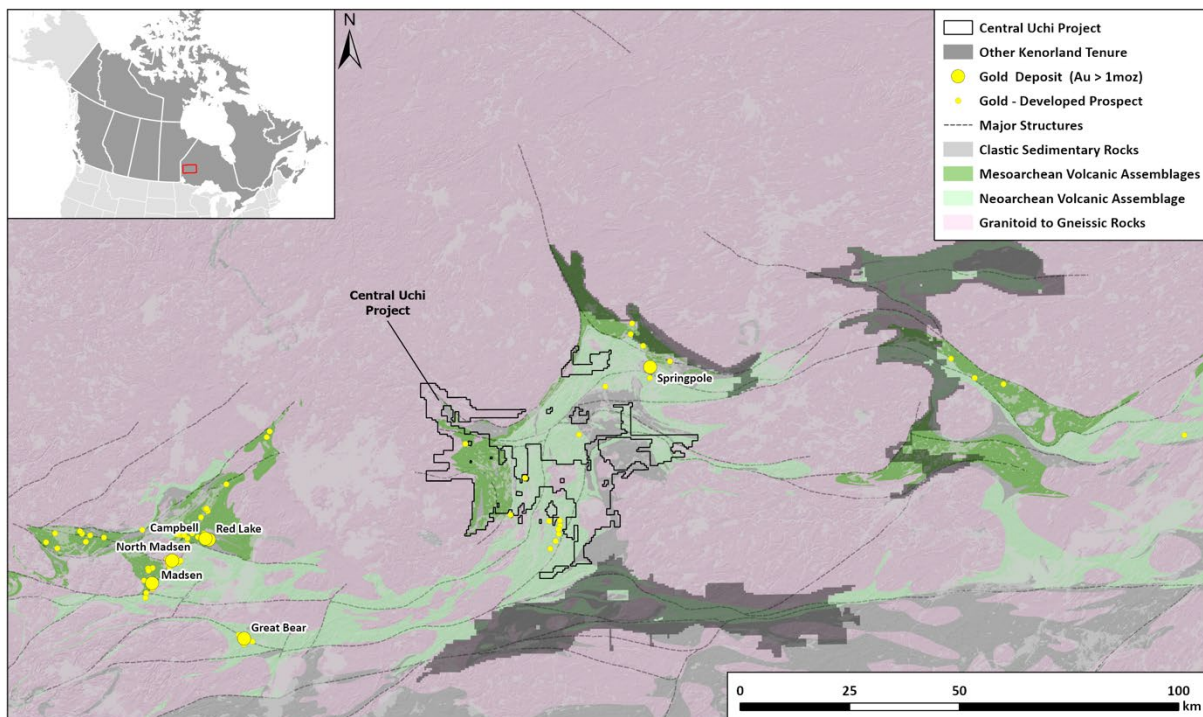 N
Central Uchi Project
Other Kenorland Tenure
Gold Deposit (Au > 1moz)
Gold - Developed Prospect
Major Structures
Clastic Sedimentary Rocks
Mesoarchean Volcanic Assemblages
Neoarchean Volcanic Assemblage
Granitoid to Gneissic Rocks
Central Uchi
Project
Springpole
Campbell
Red Lake
North Madsen
Madsen
Great Bear
0 25 50 100
km